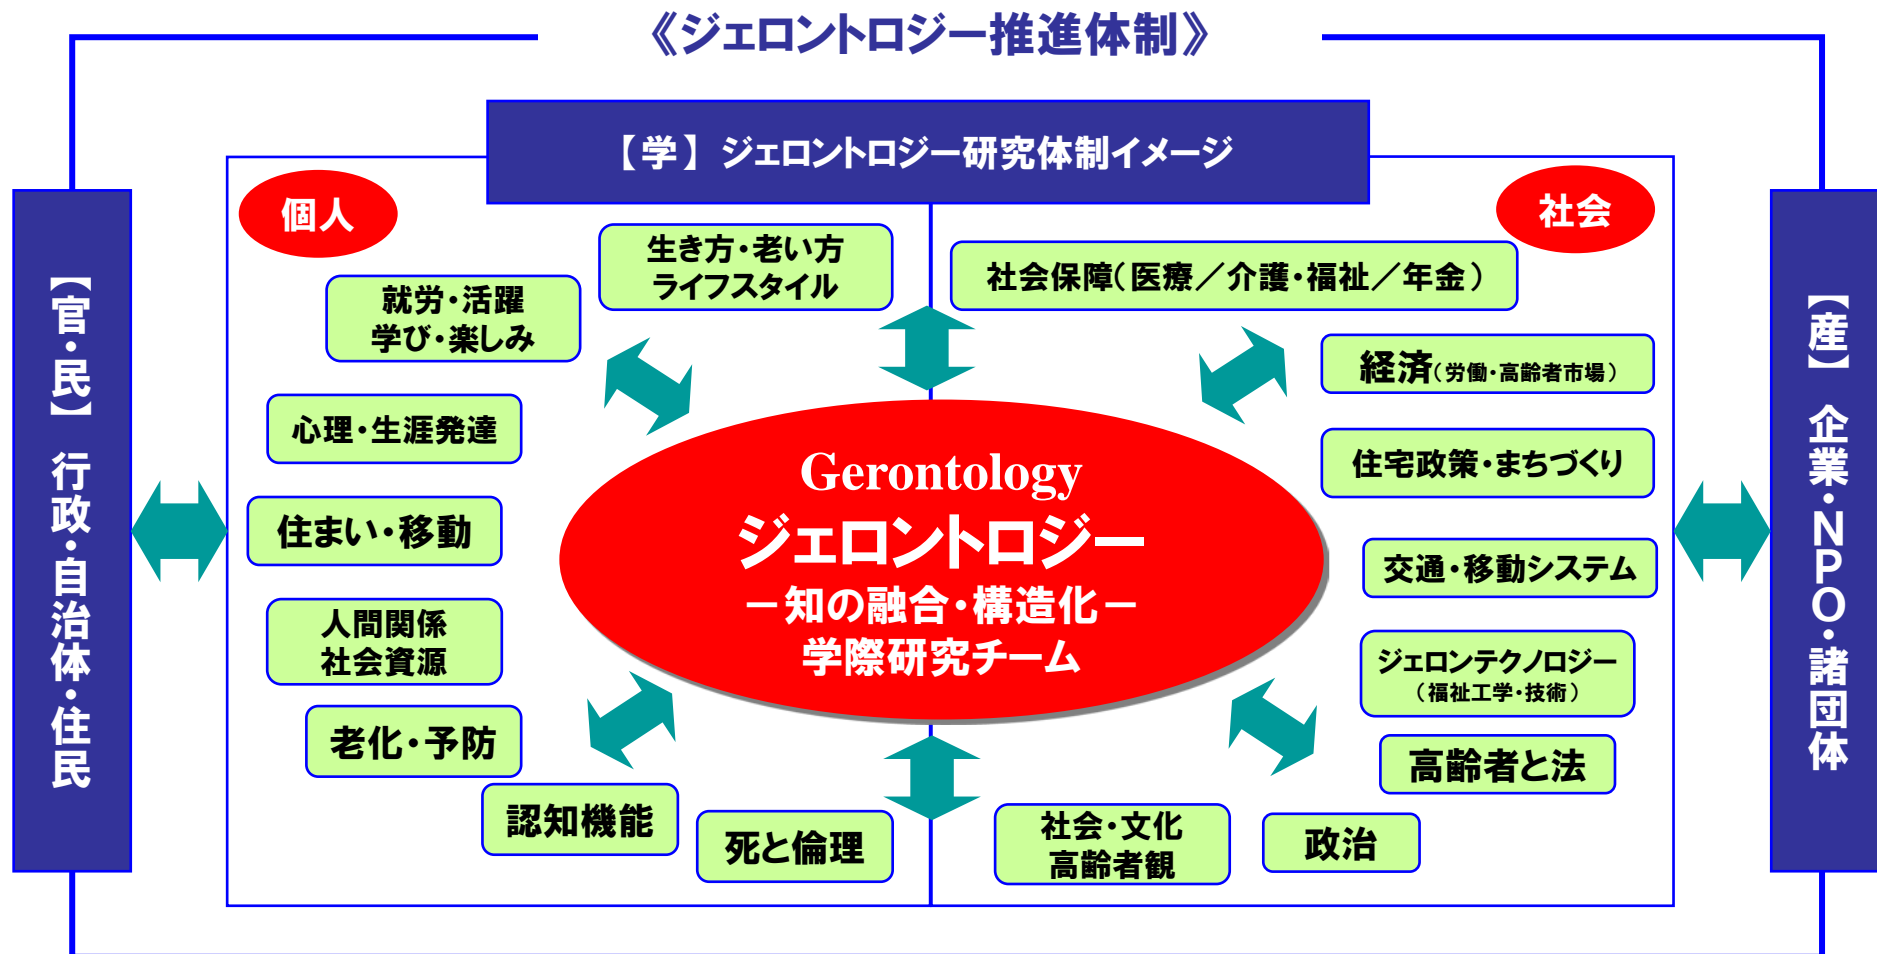 《ジェロントロジー推進体制》
【学】 ジェロントロジー研究体制イメージ
個人
社会
【官・民】 行政・自治体・住民
生き方・老い方
ライフスタイル
就労・活躍
学び・楽しみ
心理・生涯発達
住まい・移動
人間関係
社会資源
老化・予防
認知機能
死と倫理
Gerontology
ジェロントロジー
－知の融合・構造化－
学際研究チーム
社会保障（医療／介護・福祉／年金）
経済（労働・高齢者市場）
住宅政策・まちづくり
交通・移動システム
ジェロンテクノロジー
（福祉工学・技術）
高齢者と法
政治
社会・文化
高齢者観
【産】 企業・NPO・諸団体